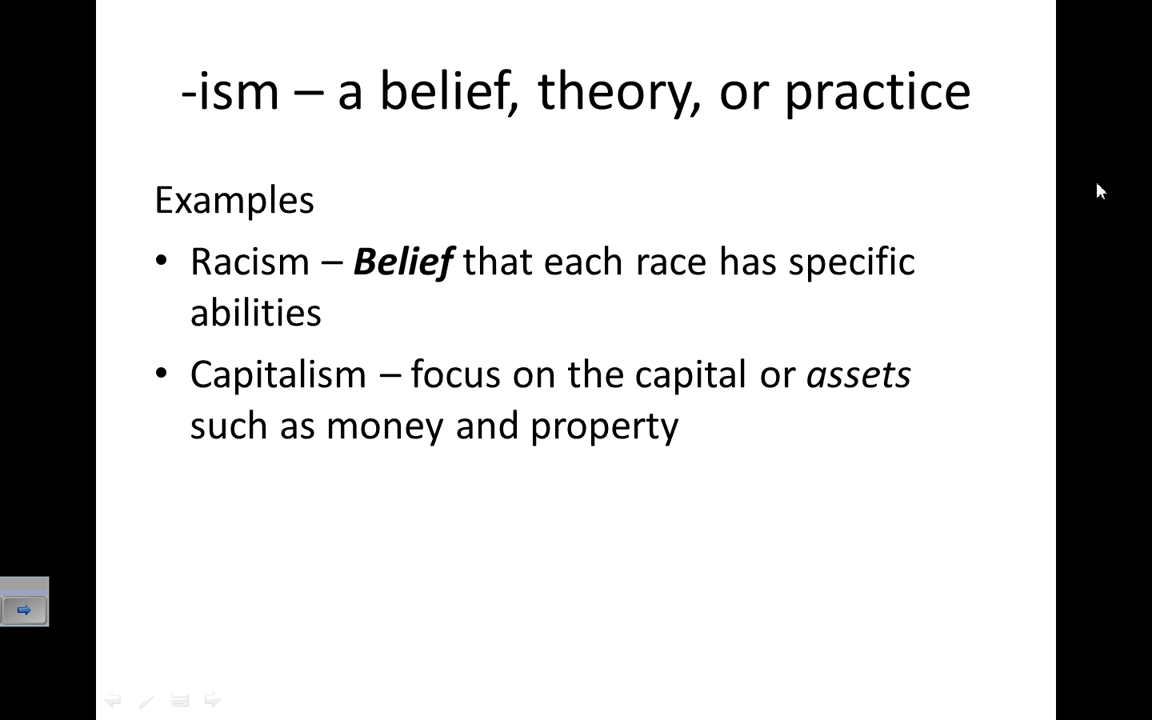 -ism – a belief, theory, or practice
Examples
• Racism – Belief that each race has specific
abilities
• Capitalism – focus on the capital or assets
such as money and property